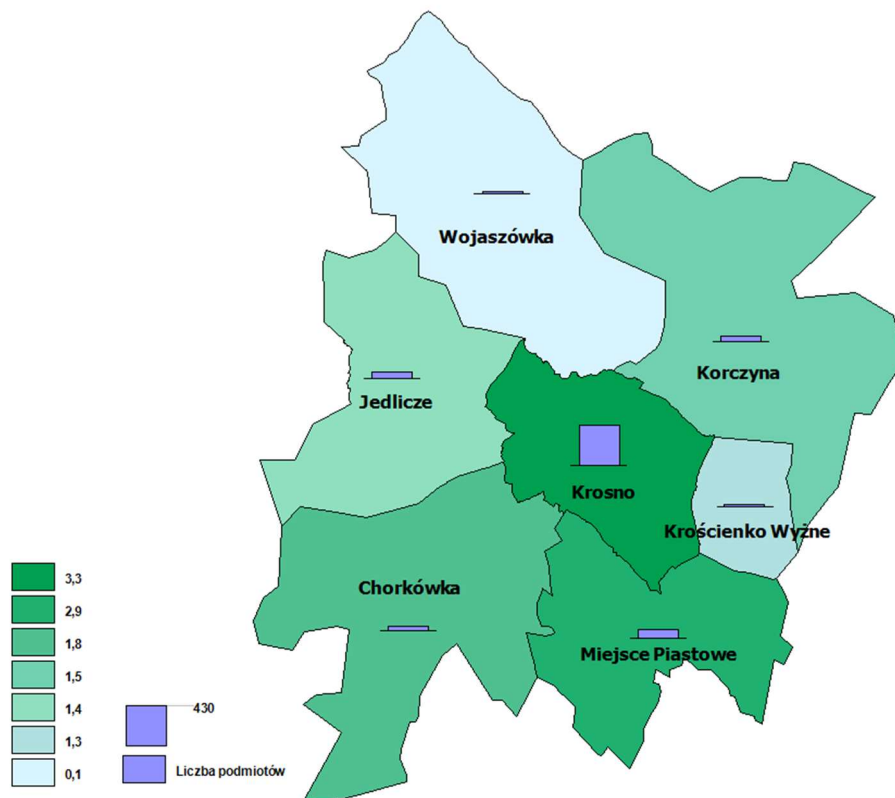 Wojaszówka
Korczyna
Jedlicze
Krosno
Krościenko Wyżne
Chorkówka
Miejsce Piastowe
3,3
2,9
1,8
1,5
1,4
1,3
0,1
430
Liczba podmiotów